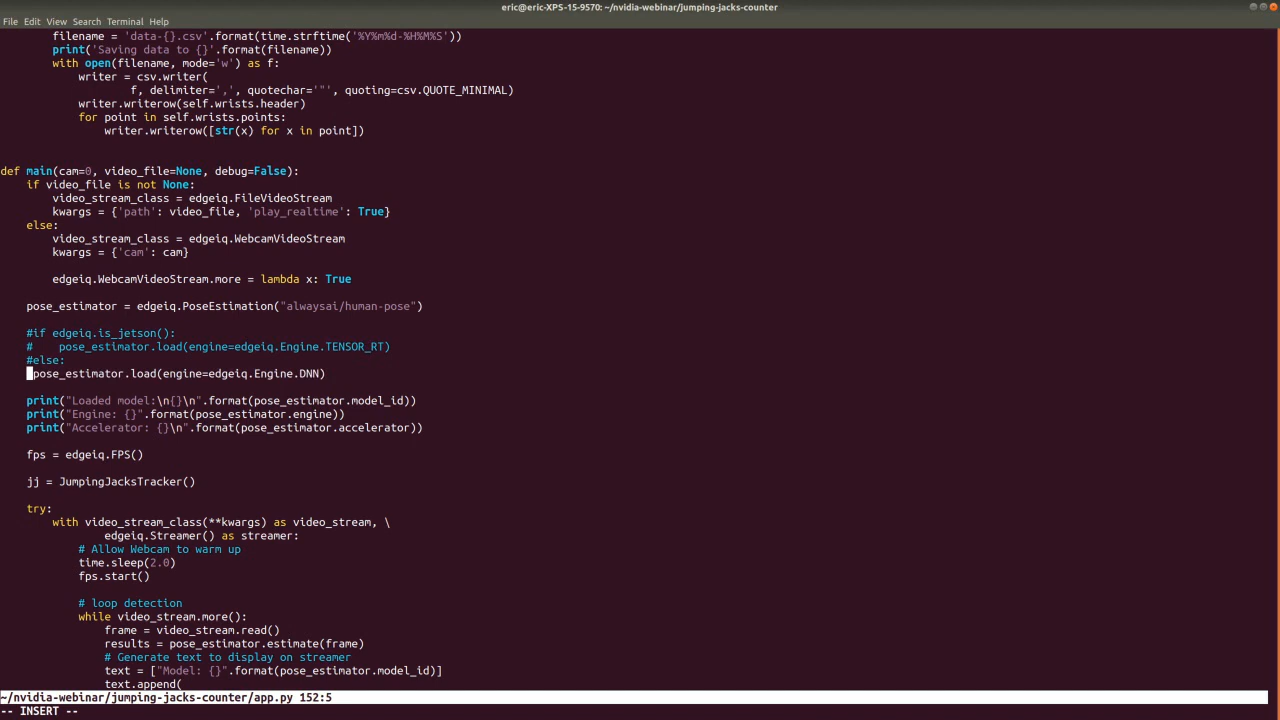 eric@eric-XPS-15-9570: ~/nvidia-webinar/jumping-jacks-counter
File Edit View Search Terminal Help
        filename = 'data-{}.csv'.format(time.strftime('%Y%m%d-%H%M%S'))
        print('Saving data to {}'.format(filename))
        with open(filename, mode='w') as f:
            writer = csv.writer(
                    f, delimiter=',', quotechar='"', quoting=csv.QUOTE_MINIMAL)
            writer.writerow(self.wrists.header)
            for point in self.wrists.points:
                writer.writerow([str(x) for x in point])
def main(cam=0, video_file=None, debug=False):
    if video_file is not None:
        video_stream_class = edgeiq.FileVideoStream
        kwargs = {'path': video_file, 'play_realtime': True}
    else:
        video_stream_class = edgeiq.WebcamVideoStream
        kwargs = {'cam': cam}
        edgeiq.WebcamVideoStream.more = lambda x: True
    pose_estimator = edgeiq.PoseEstimation("alwaysai/human-pose")
    #if edgeiq.is_jetson():
    #    pose_estimator.load(engine=edgeiq.Engine.TENSOR_RT)
    #else:
     pose_estimator.load(engine=edgeiq.Engine.DNN)
    print("Loaded model:\n{}\n".format(pose_estimator.model_id))
    print("Engine: {}".format(pose_estimator.engine))
    print("Accelerator: {}\n".format(pose_estimator.accelerator))
    fps = edgeiq.FPS()
    jj = JumpingJacksTracker()
    try:
        with video_stream_class(**kwargs) as video_stream, \
                edgeiq.Streamer() as streamer:
            # Allow Webcam to warm up
            time.sleep(2.0)
            fps.start()
            # loop detection
            while video_stream.more():
                frame = video_stream.read()
                results = pose_estimator.estimate(frame)
                # Generate text to display on streamer
                text = ["Model: {}".format(pose_estimator.model_id)]
                text.append(
~/nvidia-webinar/jumping-jacks-counter/app.py 152:5
-- INSERT --